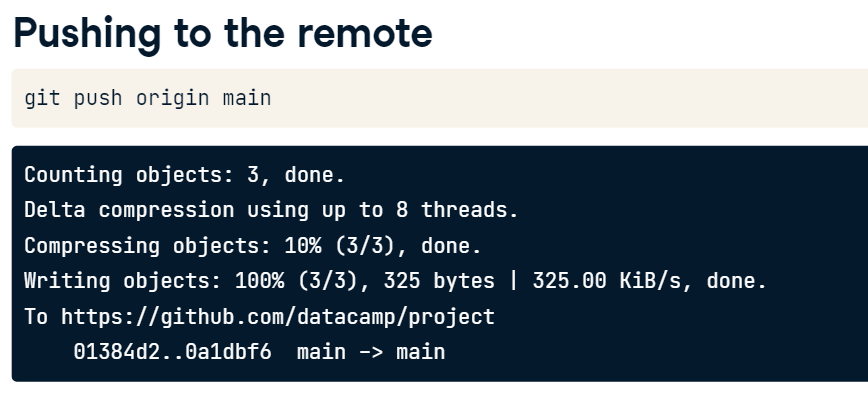 Pushing to the remote
git push origin main
Counting objects: 3, done.
Delta compression using up to 8 threads.
Compressing objects: 10% (3/3), done.
Writing objects: 100% (3/3), 325 bytes | 325.00 KiB/s, done.
To https://github.com/datacamp/project
01384d2..0a1dbf6  main -> main